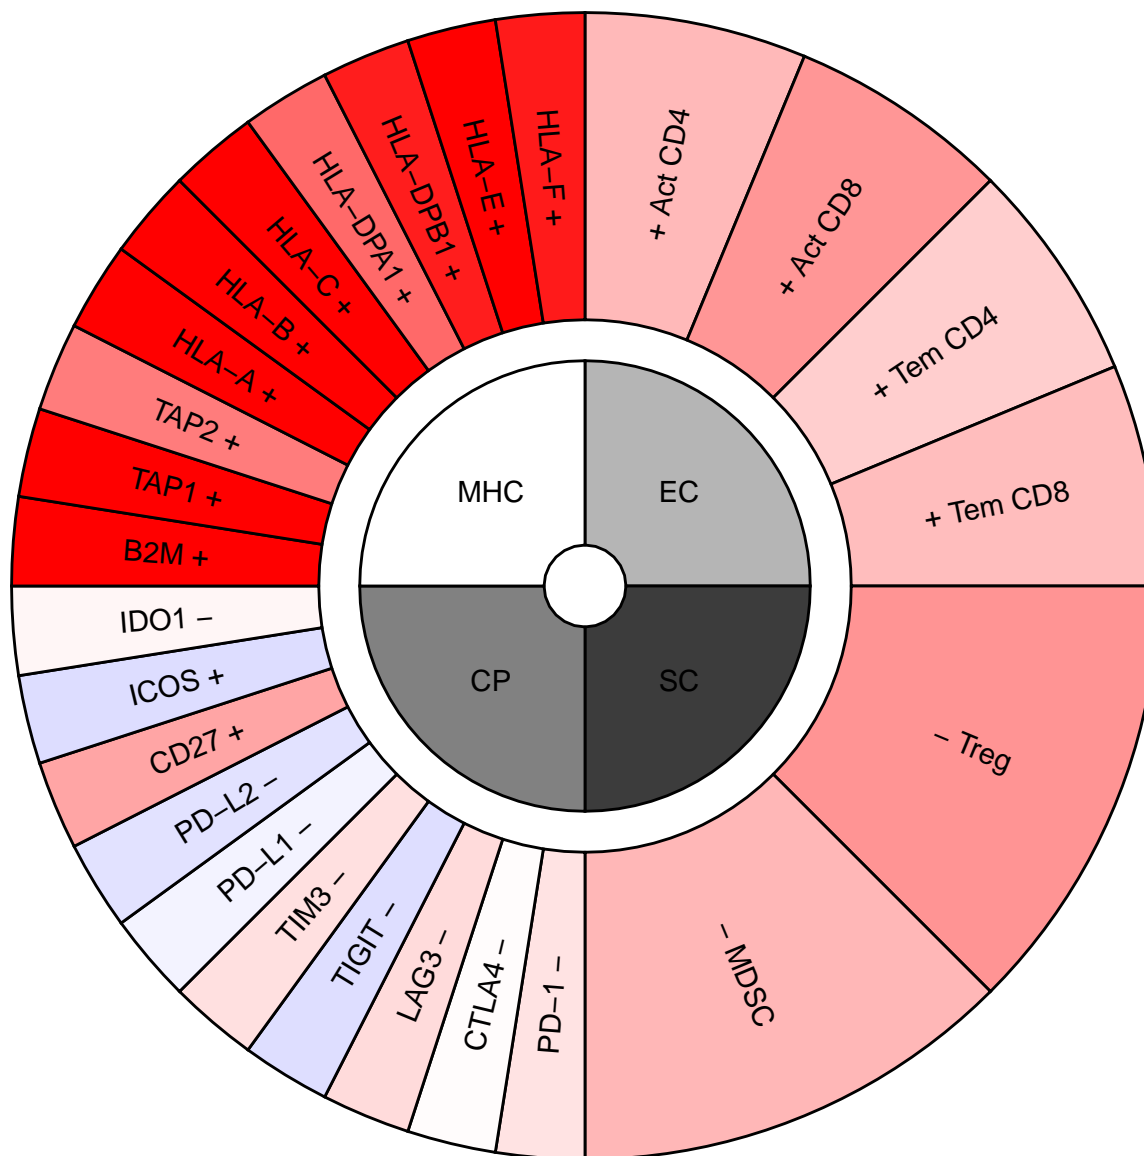 HLA–F +
HLA–E +
HLA–DPB1 +
HLA–DPA1 +
HLA–C +
HLA–B +
HLA–A +
TAP2 +
TAP1 +
B2M +
+ Act CD4
+ Act CD8
+ Tem CD4
+ Tem CD8
MHC
EC
CP
SC
IDO1 –
ICOS +
CD27 +
PD–L2 –
PD–L1 –
TIM3 –
TIGIT –
LAG3 –
CTLA4 –
PD–1 –
– MDSC
– Treg